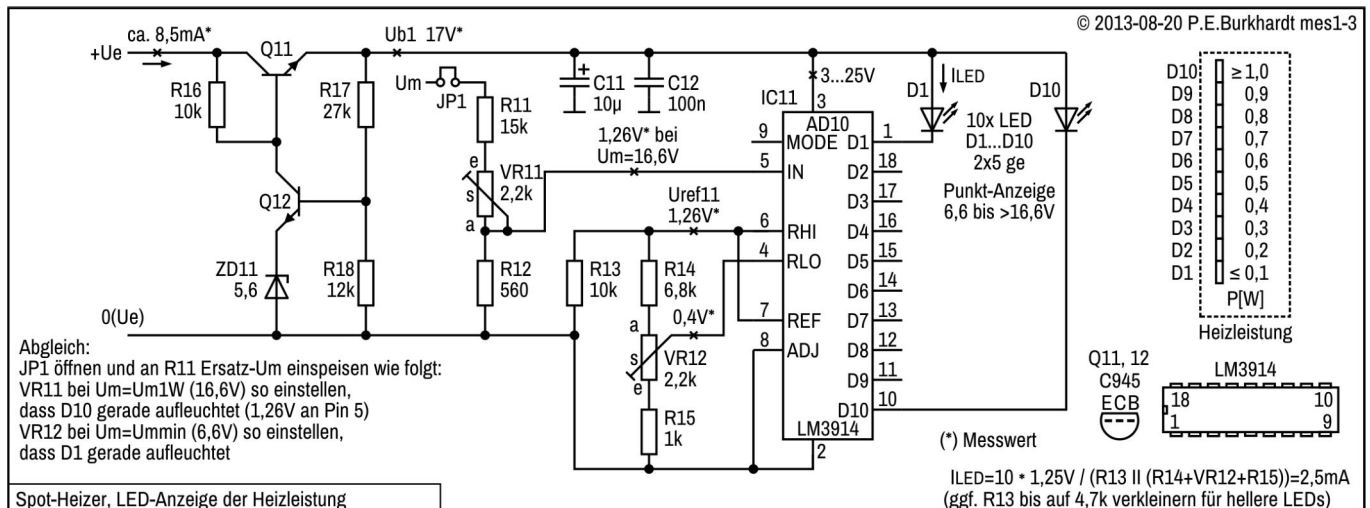 © 2013-08-20 P.E.Burkhardt mes1-3
ca. 8,5mA*
+Ue
Q11
Ub1 17V*
R16
10k
R17
27k
Um
JP1
R11
15k
C11
10µ
C12
100n
3...25V
IC11
3
AD10
9
MODE
D1
1
ILED
D1
D10
10x LED
D1...D10
2x5 ge
Punkt-Anzeige
6,6 bis >16,6V
1,26V* bei
Um=16,6V
5
IN
D2
18
e
s
a
VR11
2,2k
Q12
D3
17
Uref11
1,26V*
6
RHI
D4
16
4
RLO
D5
15
ZD11
5,6
R18
12k
R12
560
R13
10k
R14
6,8k
D6
14
0(Ue)
0,4V*
7
REF
D7
13
a
s
e
VR12
2,2k
8
ADJ
D8
12
D9
11
R15
1k
D10
10
LM3914
2
D10 ≥ 1,0
D9 0,9
D8 0,8
D7 0,7
D6 0,6
D5 0,5
D4 0,4
D3 0,3
D2 0,2
D1 ≤ 0,1
P[W]
Heizleistung
Q11, 12
C945
ECB
LM3914
18 10
1 9
Abgleich:
JP1 öffnen und an R11 Ersatz-Um einspeisen wie folgt:
VR11 bei Um=Um1W (16,6V) so einstellen,
dass D10 gerade aufleuchtet (1,26V an Pin 5)
VR12 bei Um=Ummin (6,6V) so einstellen,
dass D1 gerade aufleuchtet
(*) Messwert
ILED=10 * 1,25V / (R13 II (R14+VR12+R15))=2,5mA
(ggf. R13 bis auf 4,7k verkleinern für hellere LEDs)
Spot-Heizer, LED-Anzeige der Heizleistung